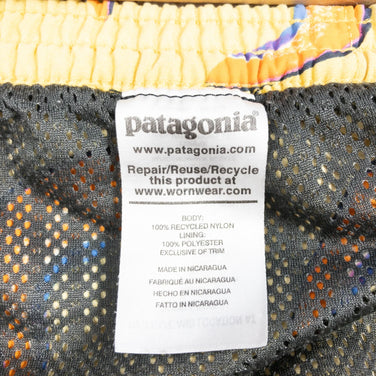 patagonia®
www.patagonia.com
Repair/Reuse/Recycle
this product at
www.wornwear.com
BODY:
100% RECYCLED NYLON
LINING:
100% POLYESTER
EXCLUSIVE OF TRIM
MADE IN NICARAGUA
FABRIQUÉ AU NICARAGUA
HECHO EN NICARAGUA
FATTO IN NICARAGUA